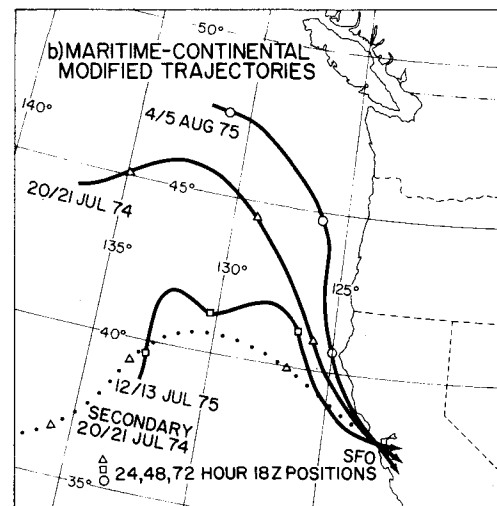 50°
b) MARITIME-CONTINENTAL
MODIFIED TRAJECTORIES
140°
4/5 AUG 75
45°
20/21 JUL 74
135°
130°
125°
40°
12/13 JUL 75
SECONDARY
20/21 JUL 74
SFO
24,48,72 HOUR 18Z POSITIONS
35°